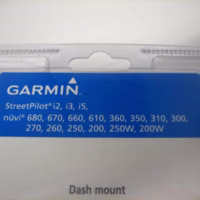 GARMIN
StreetPilot® i2, i3, i5,
nüvi® 680, 670, 660, 610, 360, 350, 310, 300,
270, 260, 250, 200, 250W, 200W
Dash mount